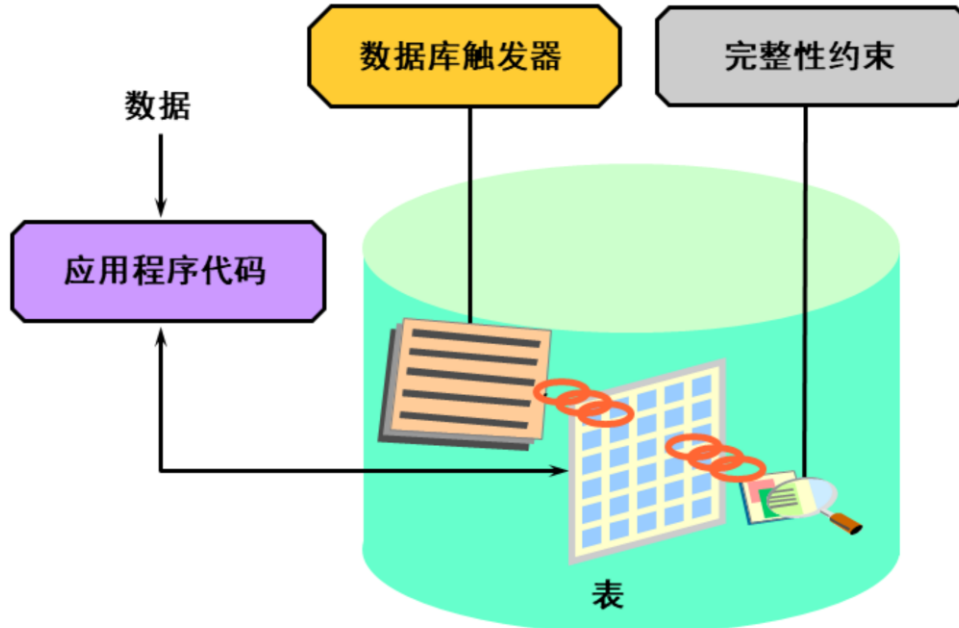 数据库触发器
完整性约束
数据
应用程序代码
表